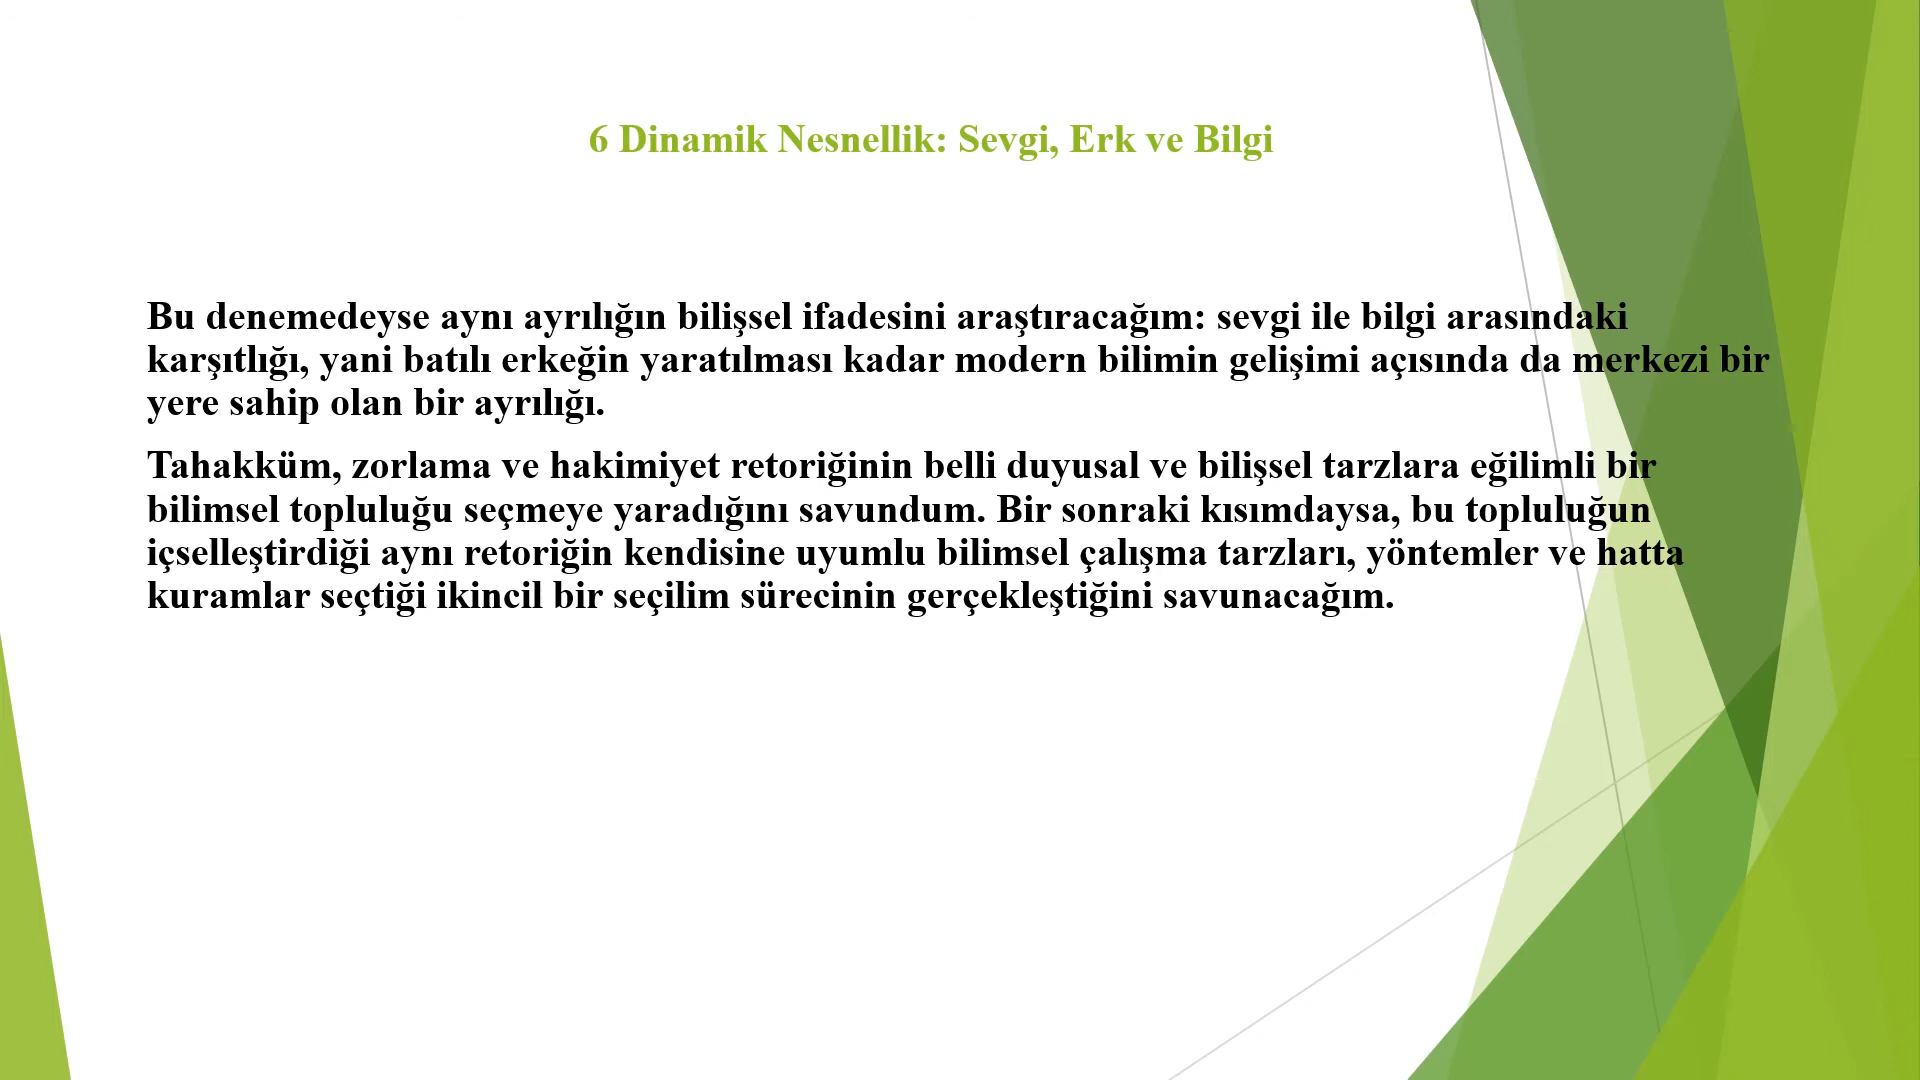 6 Dinamik Nesnellik: Sevgi, Erk ve Bilgi
Bu denemedeyse aynı ayrılığın bilişsel ifadesini araştıracağım: sevgi ile bilgi arasındaki
karşıtlığı, yani batılı erkeğin yaratılması kadar modern bilimin gelişimi açısında da merkezi bir
yere sahip olan bir ayrılığı.
Tahakküm, zorlama ve hakimiyet retoriğinin belli duyusal ve bilişsel tarzlara eğilimli bir
bilimsel topluluğu seçmeye yaradığını savundum. Bir sonraki kısımdaysa, bu topluluğun
içselleştirdiği aynı retoriğin kendisine uyumlu bilimsel çalışma tarzları, yöntemler ve hatta
kuramlar seçtiği ikincil bir seçilim sürecinin gerçekleştiğini savunacağım.